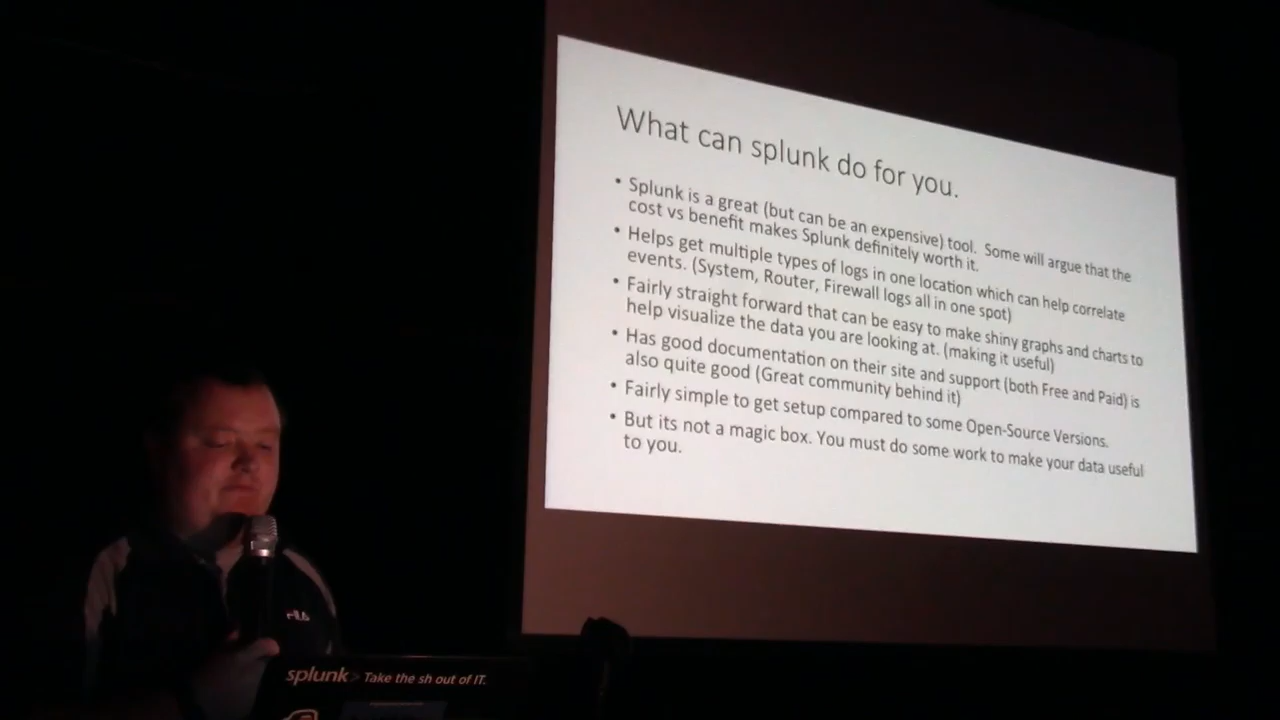 What can splunk do for you.
• Splunk is a great (but can be an expensive) tool. Some will argue that the
cost vs benefit makes Splunk definitely worth it.
• Helps get multiple types of logs in one location which can help correlate
events. (System, Router, Firewall logs all in one spot)
• Fairly straight forward that can be easy to make shiny graphs and charts to
help visualize the data you are looking at. (making it useful)
• Has good documentation on their site and support (both Free and Paid) is
also quite good (Great community behind it)
• Fairly simple to get setup compared to some Open-Source Versions.
• But its not a magic box. You must do some work to make your data useful
to you.
FILA
splunk> Take the sh out of IT.